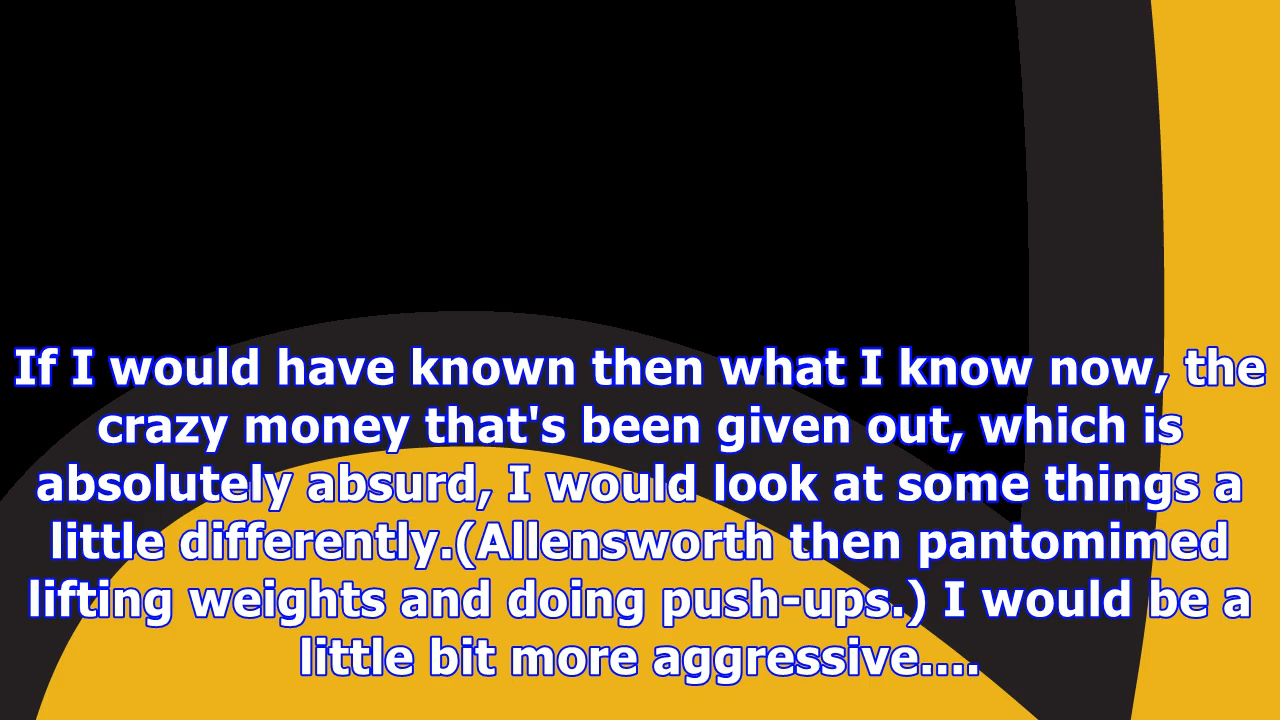 If I would have known then what I know now, the
crazy money that's been given out, which is
absolutely absurd, I would look at some things a
little differently.(Allensworth then pantomimed
lifting weights and doing push-ups.) I would be a
little bit more aggressive....